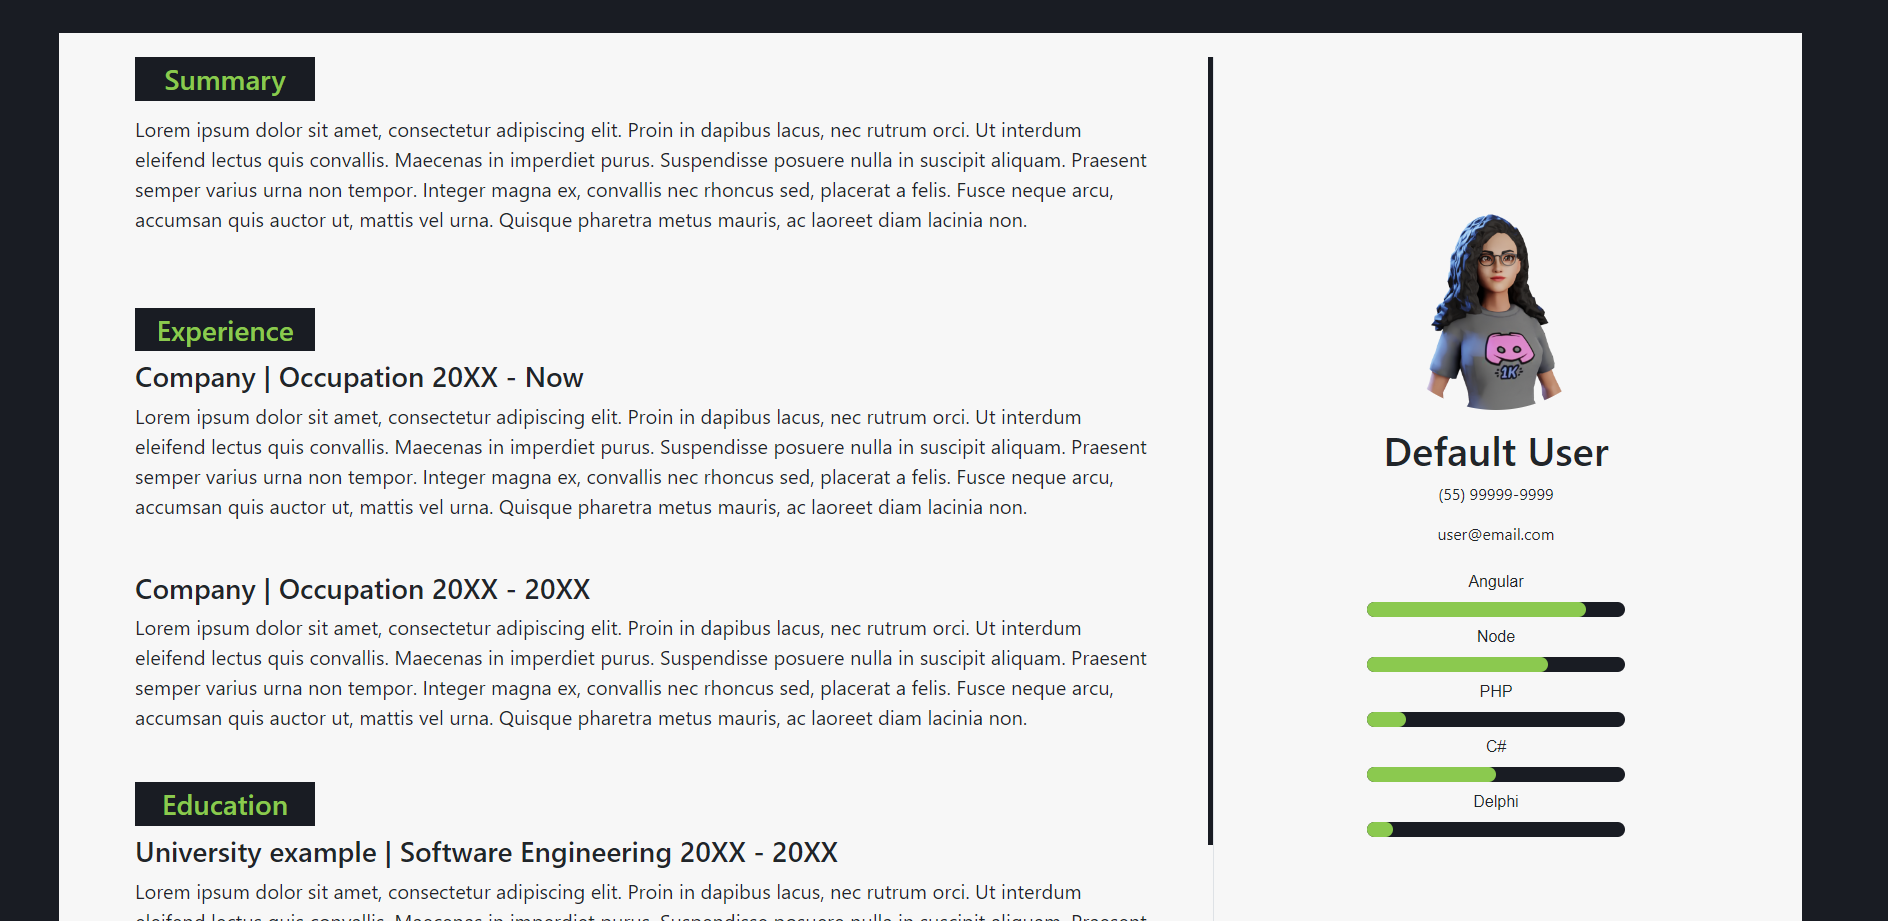 Summary
Lorem ipsum dolor sit amet, consectetur adipiscing elit. Proin in dapibus lacus, nec rutrum orci. Ut interdum
eleifend lectus quis convallis. Maecenas in imperdiet purus. Suspendisse posuere nulla in suscipit aliquam. Praesent
semper varius urna non tempor. Integer magna ex, convallis nec rhoncus sed, placerat a felis. Fusce neque arcu,
accumsan quis auctor ut, mattis vel urna. Quisque pharetra metus mauris, ac laoreet diam lacinia non.
Experience
Company | Occupation 20XX - Now
Lorem ipsum dolor sit amet, consectetur adipiscing elit. Proin in dapibus lacus, nec rutrum orci. Ut interdum
eleifend lectus quis convallis. Maecenas in imperdiet purus. Suspendisse posuere nulla in suscipit aliquam. Praesent
semper varius urna non tempor. Integer magna ex, convallis nec rhoncus sed, placerat a felis. Fusce neque arcu,
accumsan quis auctor ut, mattis vel urna. Quisque pharetra metus mauris, ac laoreet diam lacinia non.
Company | Occupation 20XX - 20XX
Lorem ipsum dolor sit amet, consectetur adipiscing elit. Proin in dapibus lacus, nec rutrum orci. Ut interdum
eleifend lectus quis convallis. Maecenas in imperdiet purus. Suspendisse posuere nulla in suscipit aliquam. Praesent
semper varius urna non tempor. Integer magna ex, convallis nec rhoncus sed, placerat a felis. Fusce neque arcu,
accumsan quis auctor ut, mattis vel urna. Quisque pharetra metus mauris, ac laoreet diam lacinia non.
Education
University example | Software Engineering 20XX - 20XX
Lorem ipsum dolor sit amet, consectetur adipiscing elit. Proin in dapibus lacus, nec rutrum orci. Ut interdum
1K
Default User
(55) 99999-9999
user@email.com
Angular
Node
PHP
C#
Delphi